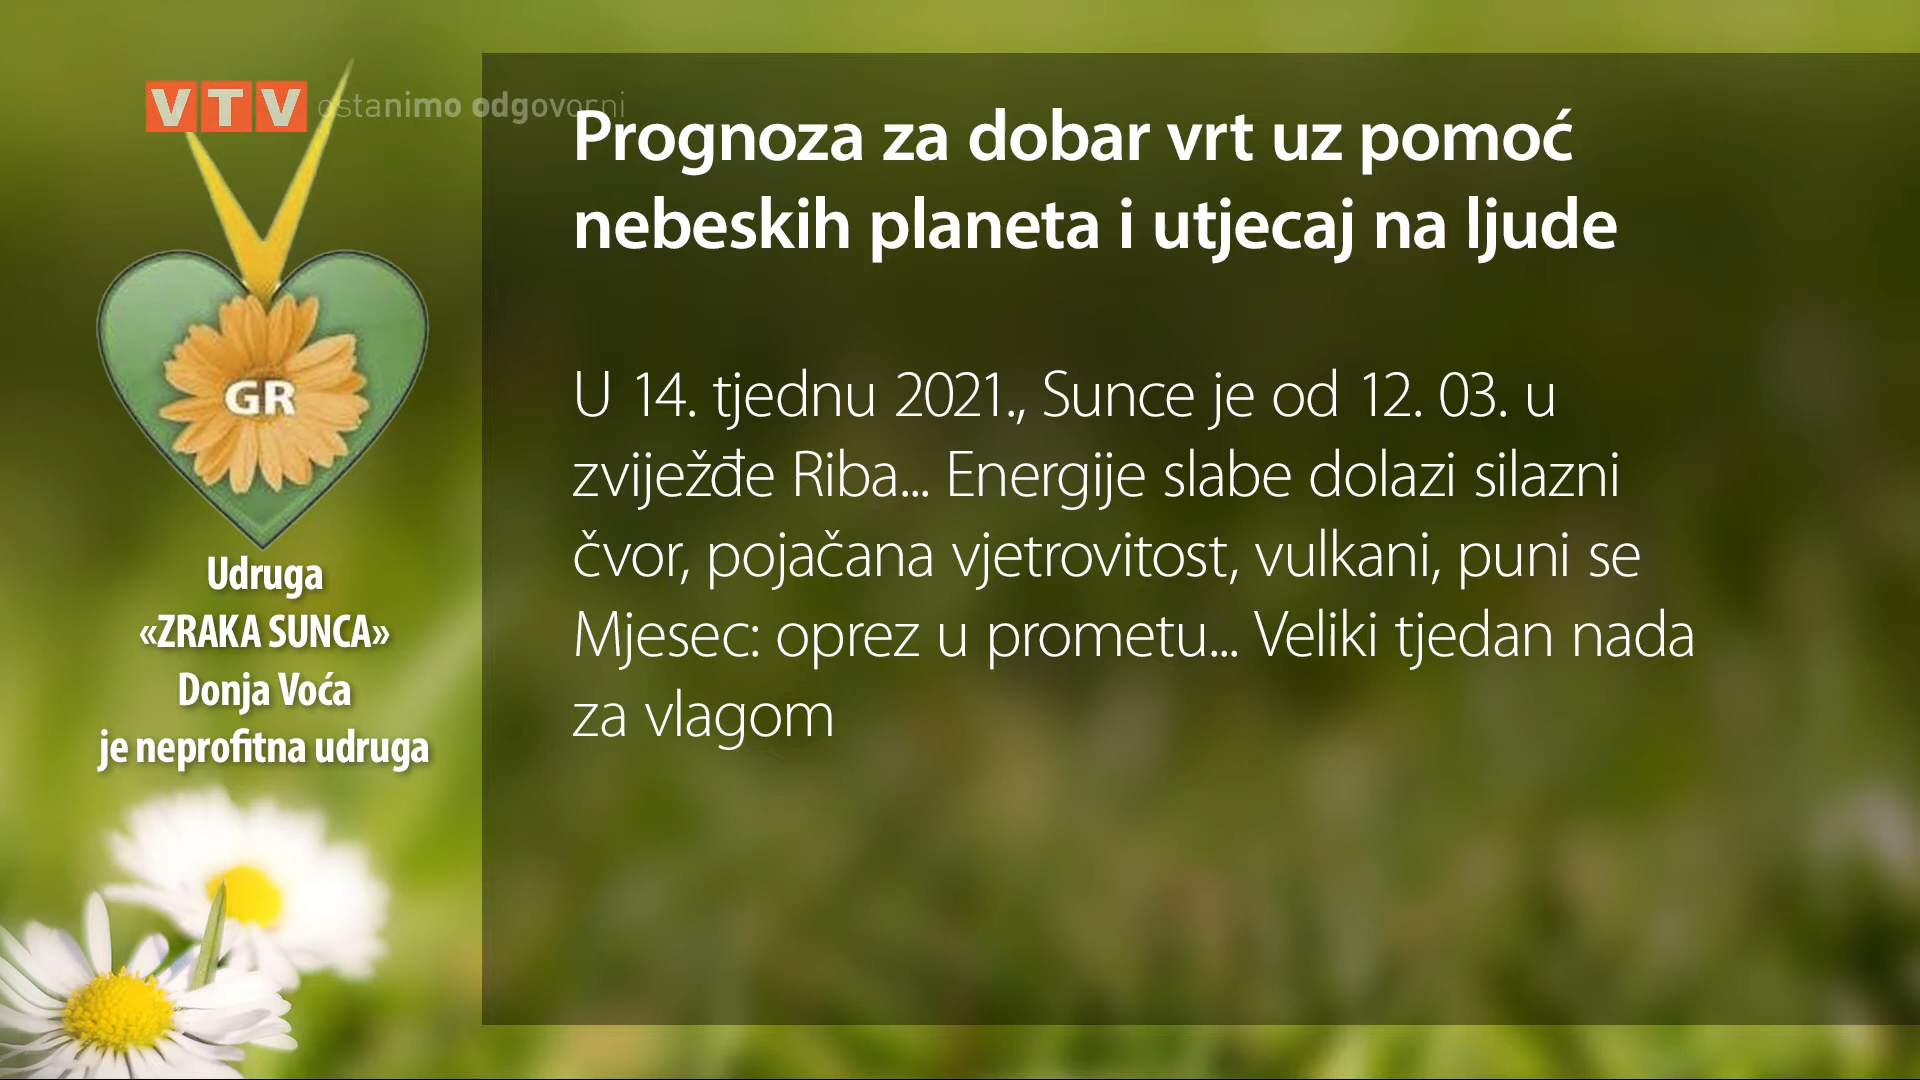 VTV ostanimo odgovorni
Prognoza za dobar vrt uz pomoć
nebeskih planeta i utjecaj na ljude
U 14. tjednu 2021., Sunce je od 12. 03. u
zviježđe Riba... Energije slabe dolazi silazni
čvor, pojačana vjetrovitost, vulkani, puni se
Mjesec: oprez u prometu... Veliki tjedan nada
za vlagom
GR
Udruga
«ZRAKA SUNCA»
Donja Voća
je neprofitna udruga